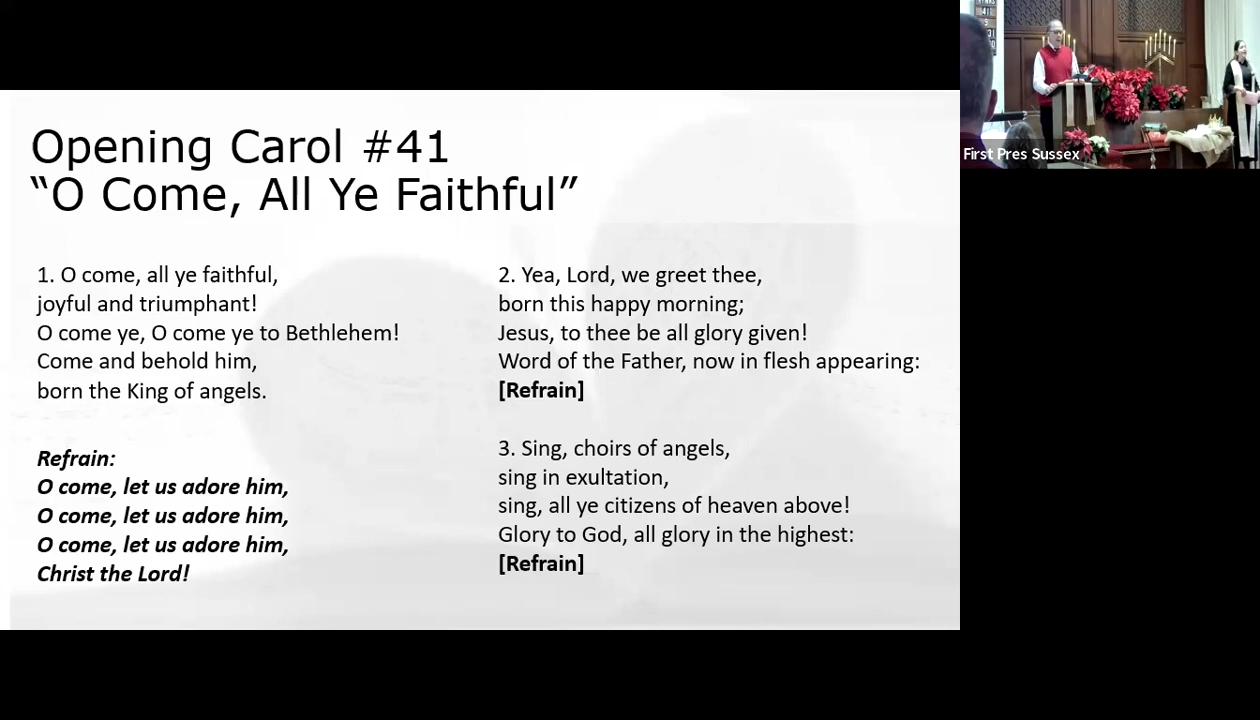 Opening Carol #41
“O Come, All Ye Faithful”
1. O come, all ye faithful,
joyful and triumphant!
O come ye, O come ye to Bethlehem!
Come and behold him,
born the King of angels.
Refrain:
O come, let us adore him,
O come, let us adore him,
O come, let us adore him,
Christ the Lord!
2. Yea, Lord, we greet thee,
born this happy morning;
Jesus, to thee be all glory given!
Word of the Father, now in flesh appearing:
[Refrain]
3. Sing, choirs of angels,
sing in exultation,
sing, all ye citizens of heaven above!
Glory to God, all glory in the highest:
[Refrain]
First Pres Sussex